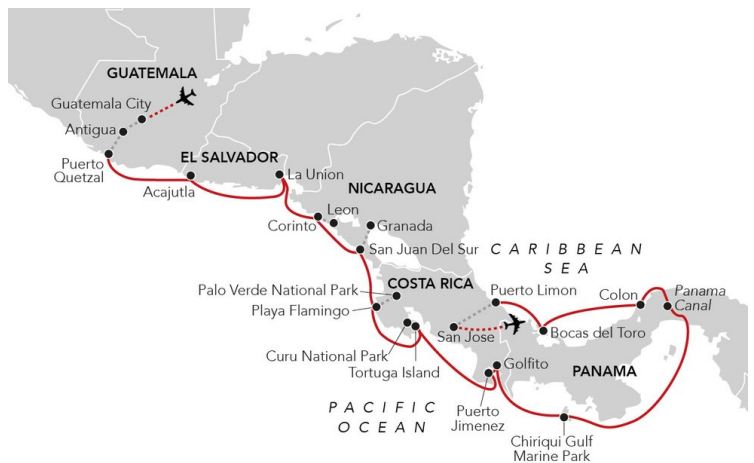 GUATEMALA
Guatemala City
Antigua
Puerto
Quetzal
EL SALVADOR
Acajutla
La Union
NICARAGUA
Leon
Corinto
Granada
San Juan Del Sur
CARIBBEAN
SEA
COSTA RICA
Palo Verde National Park
Playa Flamingo
Puerto Limon
Colon
Panama
Canal
San Jose
Bocas del Toro
Curu National Park
Tortuga Island
Golfito
PANAMA
PACIFIC
OCEAN
Puerto
Jimenez
Chiriqui Gulf
Marine Park